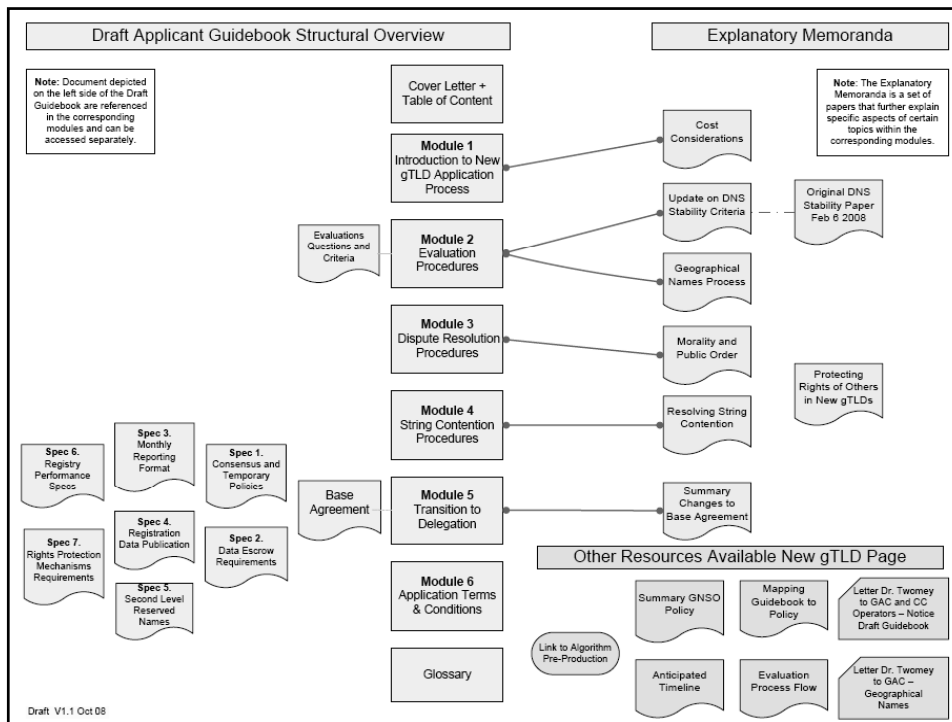 Draft Applicant Guidebook Structural Overview
Explanatory Memoranda
Note: Document depicted
on the left side of the Draft
Guidebook are referenced
in the corresponding
modules and can be
accessed separately.
Cover Letter +
Table of Content
Module 1
Introduction to New
gTLD Application
Process
Evaluations
Questions and
Criteria
Module 2
Evaluation
Procedures
Module 3
Dispute Resolution
Procedures
Module 4
String Contention
Procedures
Base
Agreement
Module 5
Transition to
Delegation
Module 6
Application Terms
& Conditions
Glossary
Cost
Considerations
Note: The Explanatory
Memoranda is a set of
papers that further explain
specific aspects of certain
topics within the
corresponding modules.
Update on DNS
Stability Criteria
Original DNS
Stability Paper
Feb 6 2008
Geographical
Names Process
Morality and
Public Order
Protecting
Rights of Others
in New gTLDs
Resolving String
Contention
Summary
Changes to
Base Agreement
Spec 6.
Registry
Performance
Specs
Spec 3.
Monthly
Reporting
Format
Spec 1.
Consensus and
Temporary
Policies
Spec 7.
Rights Protection
Mechanisms
Requirements
Spec 4.
Registration
Data Publication
Spec 2.
Data Escrow
Requirements
Spec 5.
Second Level
Reserved
Names
Other Resources Available New gTLD Page
Link to Algorithm
Pre-Production
Summary GNSO
Policy
Mapping
Guidebook to
Policy
Letter Dr. Twomey
to GAC and CC
Operators – Notice
Draft Guidebook
Anticipated
Timeline
Evaluation
Process Flow
Letter Dr. Twomey
to GAC –
Geographical
Names
Draft V1.1 Oct 08